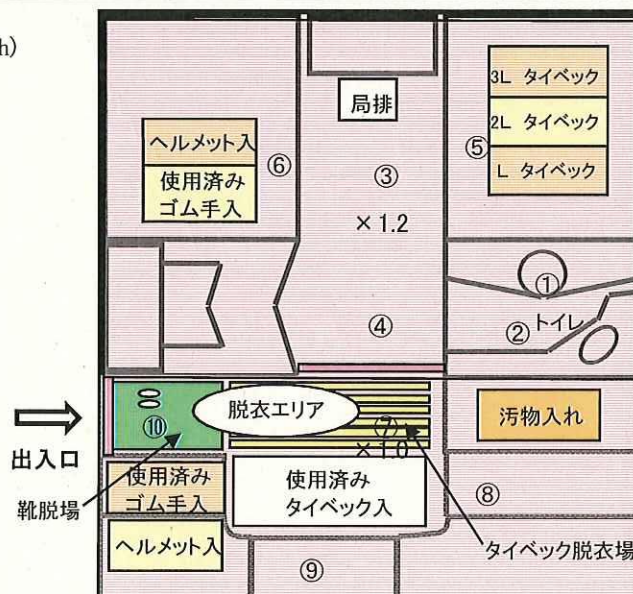 h)
局排
3L タイベック
2L タイベック
L タイベック
ヘルメット入
使用済み
ゴム手入
⑥
③
⑤
×1.2
①
④
②
トイレ
出入口
⑩
脱衣エリア
⑦
×1.0
汚物入れ
靴脱場
使用済み
ゴム手入
使用済み
タイベック入
⑧
ヘルメット入
⑨
タイベック脱衣場